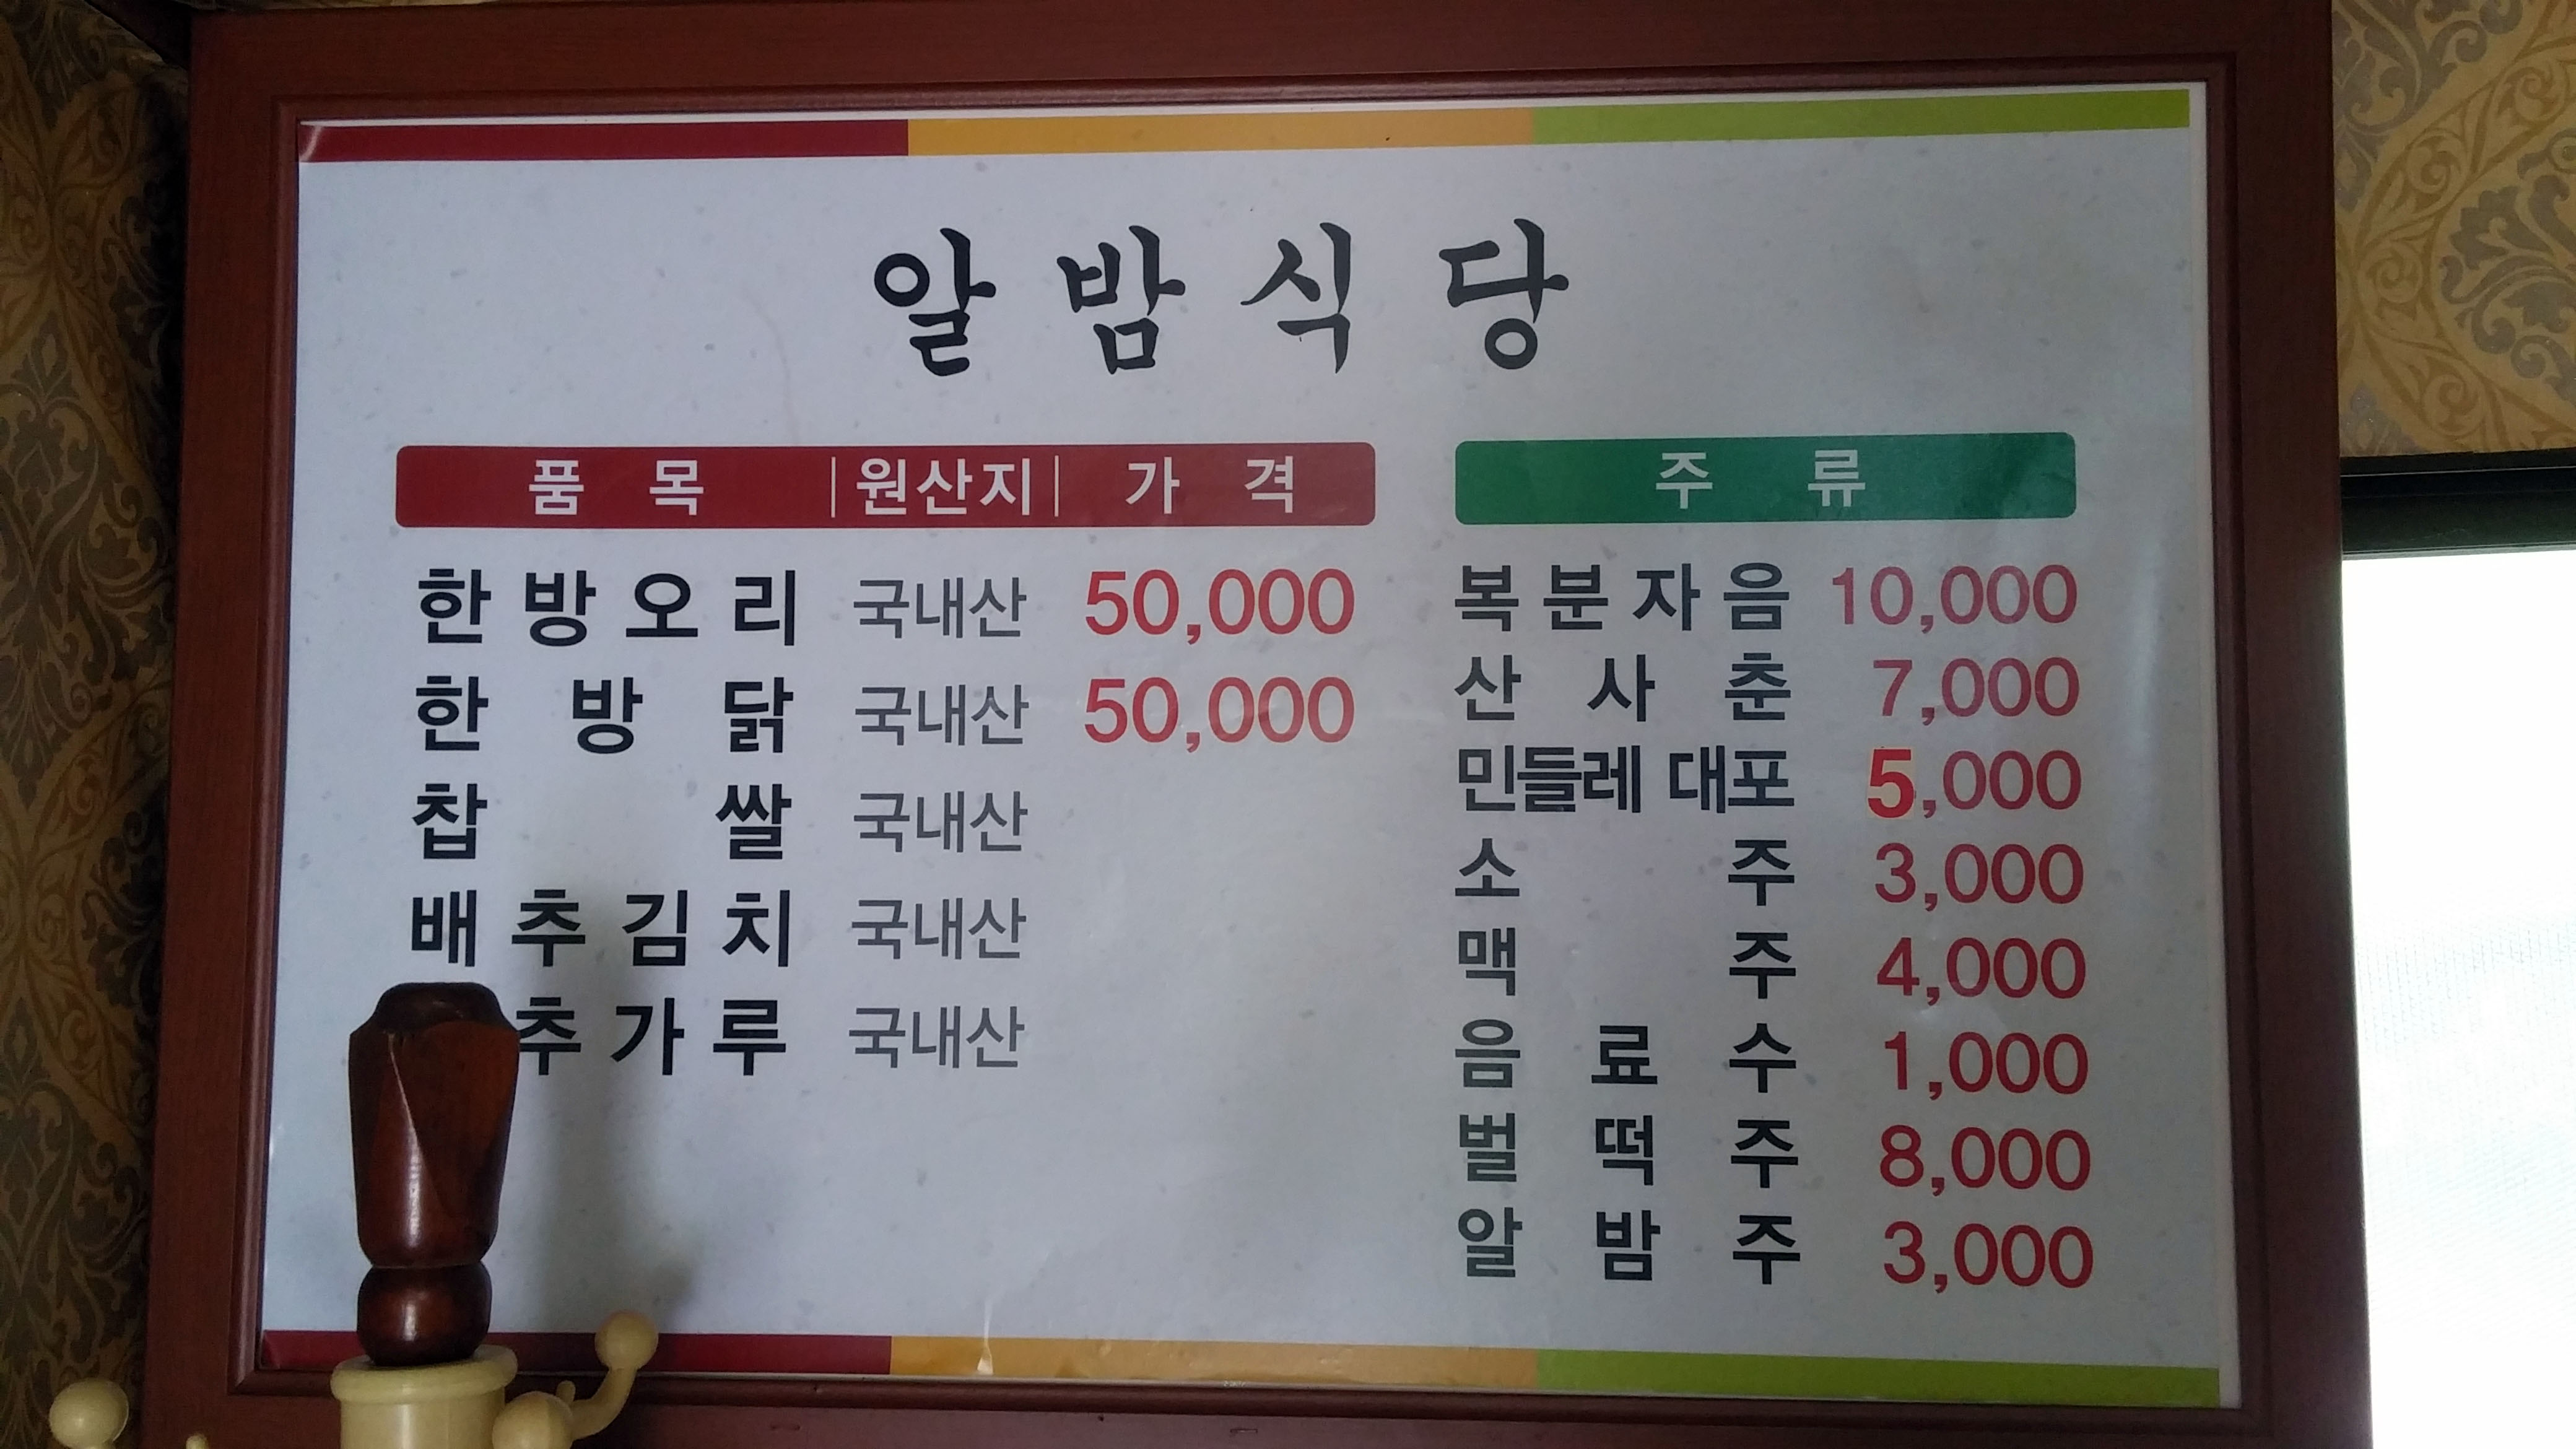 알밤식당
품목 원산지 가격
한방오리 국내산 50,000
한방닭 국내산 50,000
찹쌀 국내산
배추김치 국내산
추가루 국내산
주류
복분자음 10,000
산사춘 7,000
민들레 대포 5,000
소주 3,000
맥주 4,000
음료수 1,000
벌떡주 8,000
알밤주 3,000